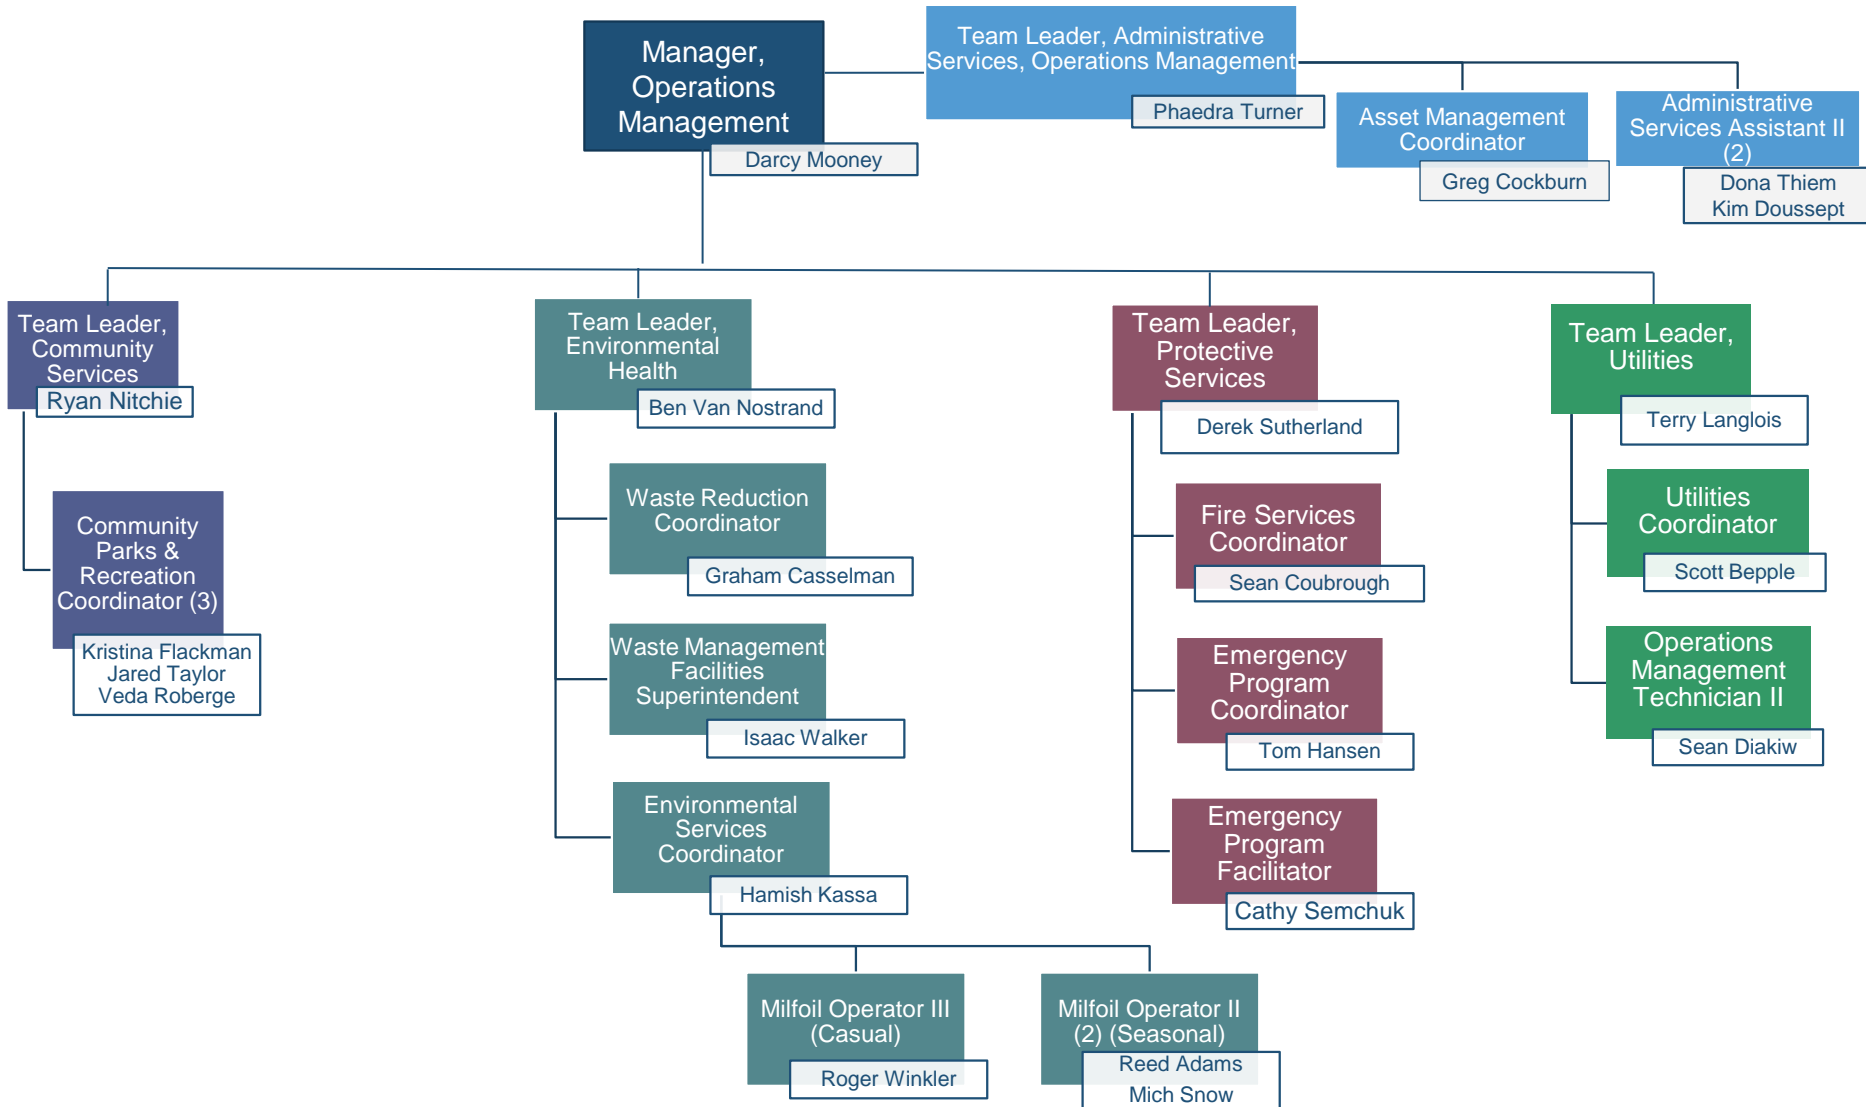 Manager,
Operations
Management
Darcy Mooney
Team Leader, Administrative
Services, Operations Management
Phaedra Turner
Asset Management
Coordinator
Greg Cockburn
Administrative
Services Assistant II
(2)
Dona Thiem
Kim Doussept
Team Leader,
Community
Services
Ryan Nitchie
Community
Parks &
Recreation
Coordinator (3)
Kristina Flackman
Jared Taylor
Veda Roberge
Team Leader,
Environmental
Health
Ben Van Nostrand
Waste Reduction
Coordinator
Graham Casselman
Waste Management
Facilities
Superintendent
Isaac Walker
Environmental
Services
Coordinator
Hamish Kassa
Milfoil Operator III
(Casual)
Roger Winkler
Milfoil Operator II
(2) (Seasonal)
Reed Adams
Mich Snow
Team Leader,
Protective
Services
Derek Sutherland
Fire Services
Coordinator
Sean Coubrough
Emergency
Program
Coordinator
Tom Hansen
Emergency
Program
Facilitator
Cathy Semchuk
Team Leader,
Utilities
Terry Langlois
Utilities
Coordinator
Scott Bepple
Operations
Management
Technician II
Sean Diakiw